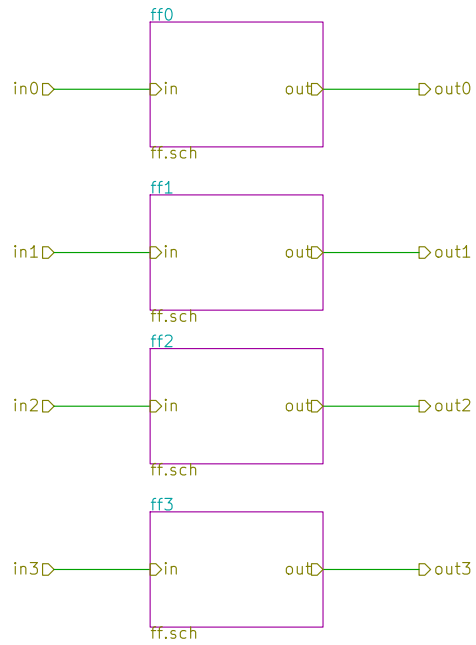 ff0
in0 in out out0
ff.sch
ff1
in1 in out out1
ff.sch
ff2
in2 in out out2
ff.sch
ff3
in3 in out out3
ff.sch